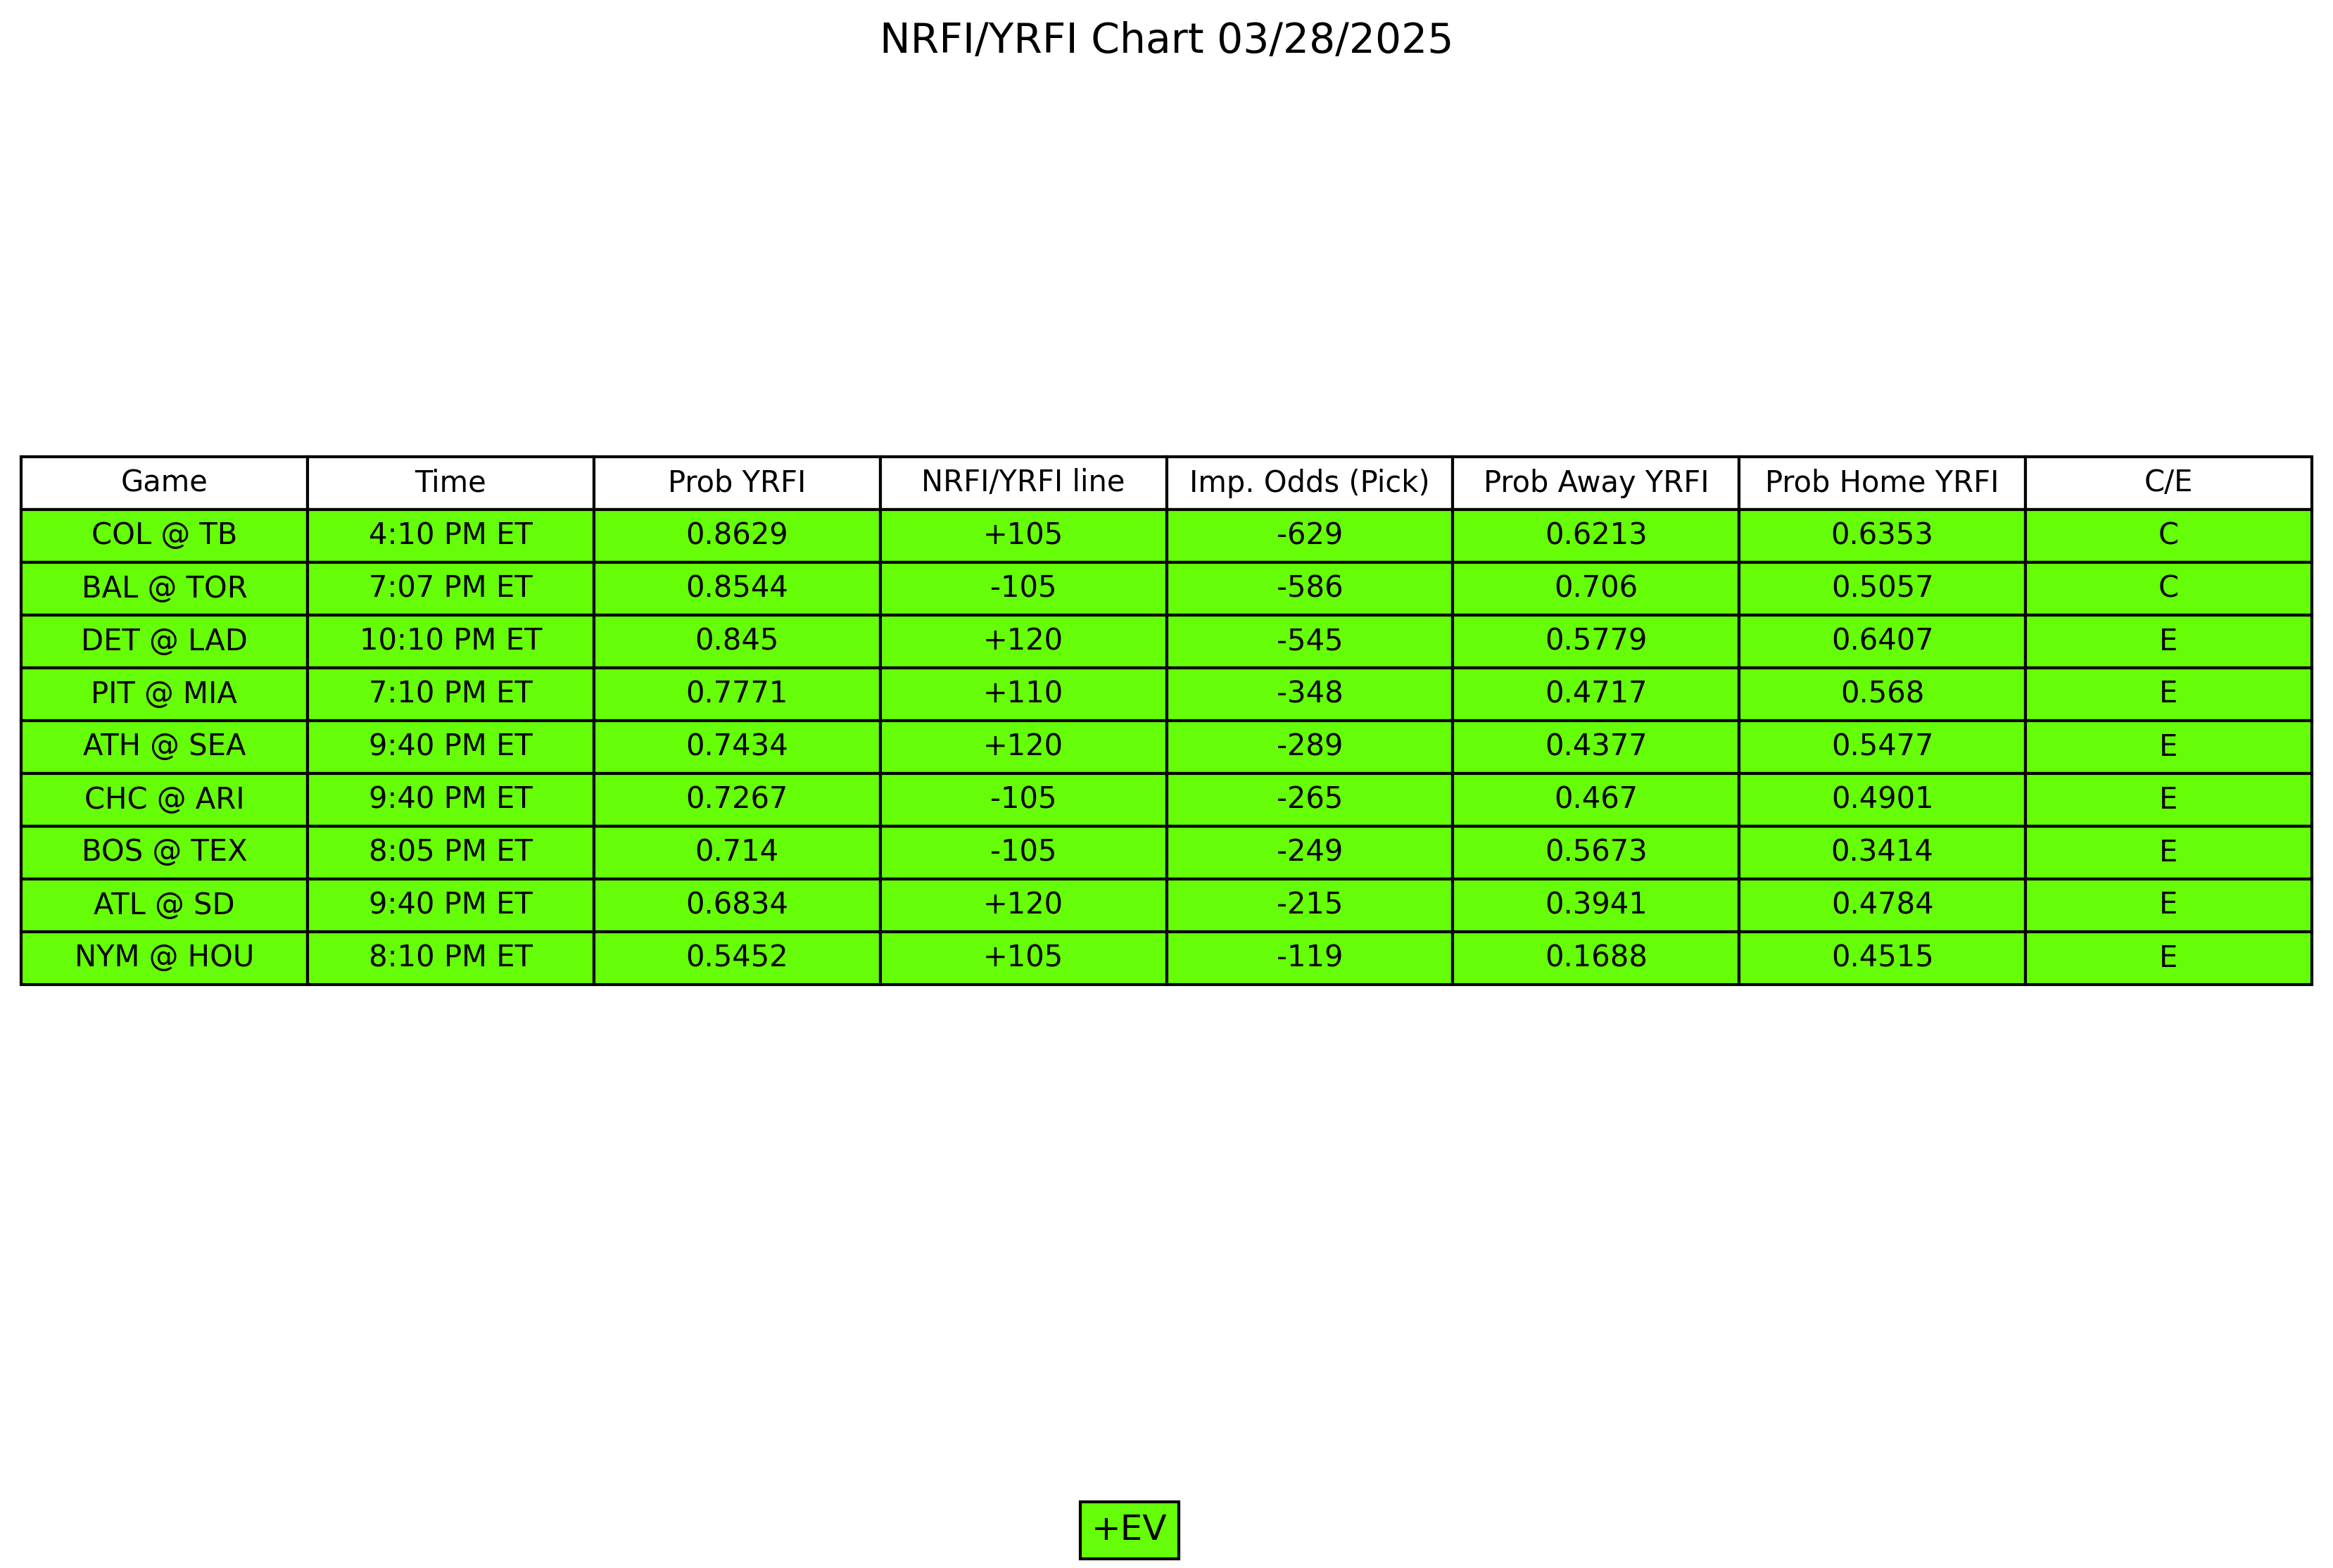 NRFI/YRFI Chart 03/28/2025
Game Time Prob YRFI NRFI/YRFI line Imp. Odds (Pick) Prob Away YRFI Prob Home YRFI C/E
COL @ TB 4:10 PM ET 0.8629 +105 -629 0.6213 0.6353 C
BAL @ TOR 7:07 PM ET 0.8544 -105 -586 0.706 0.5057 C
DET @ LAD 10:10 PM ET 0.845 +120 -545 0.5779 0.6407 E
PIT @ MIA 7:10 PM ET 0.7771 +110 -348 0.4717 0.568 E
ATH @ SEA 9:40 PM ET 0.7434 +120 -289 0.4377 0.5477 E
CHC @ ARI 9:40 PM ET 0.7267 -105 -265 0.467 0.4901 E
BOS @ TEX 8:05 PM ET 0.714 -105 -249 0.5673 0.3414 E
ATL @ SD 9:40 PM ET 0.6834 +120 -215 0.3941 0.4784 E
NYM @ HOU 8:10 PM ET 0.5452 +105 -119 0.1688 0.4515 E
+EV